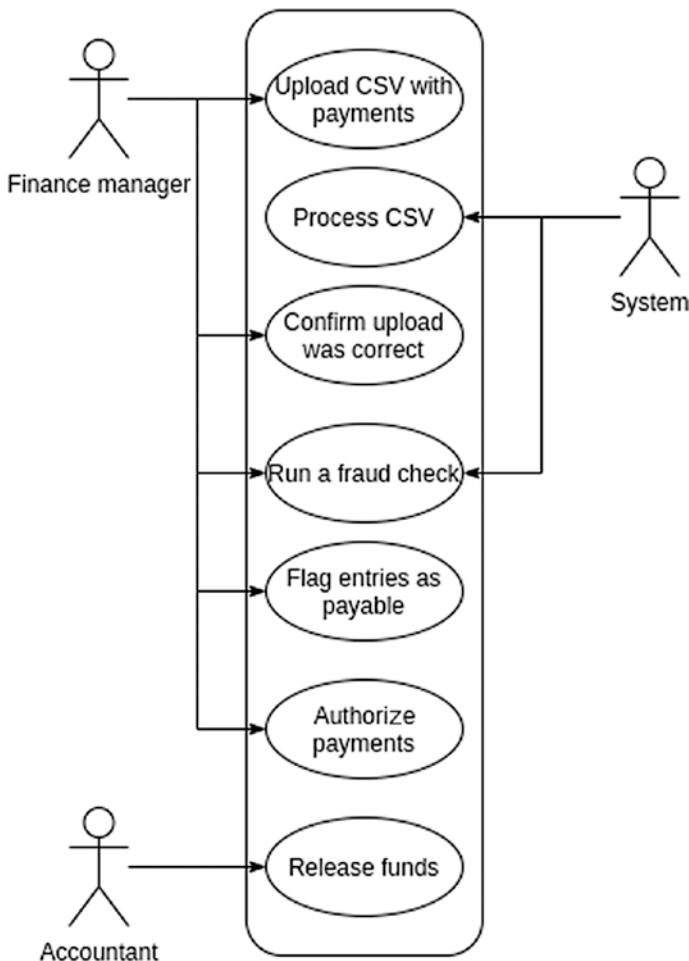 Upload CSV with
payments
Finance manager
Process CSV
System
Confirm upload
was correct
Run a fraud check
Flag entries as
payable
Authorize
payments
Release funds
Accountant